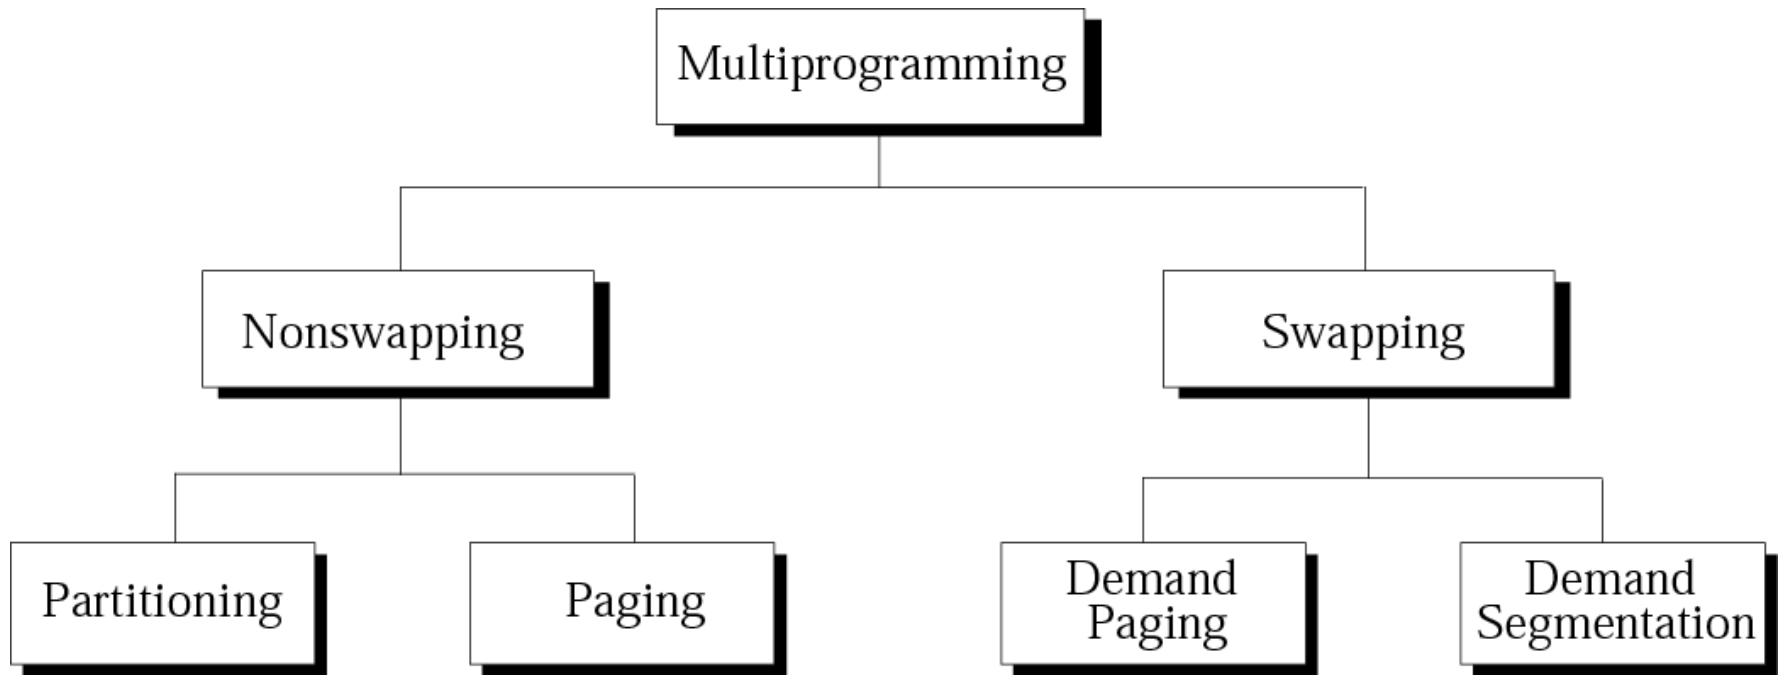 Multiprogramming
Nonswapping
Swapping
Partitioning
Paging
Demand
Paging
Demand
Segmentation